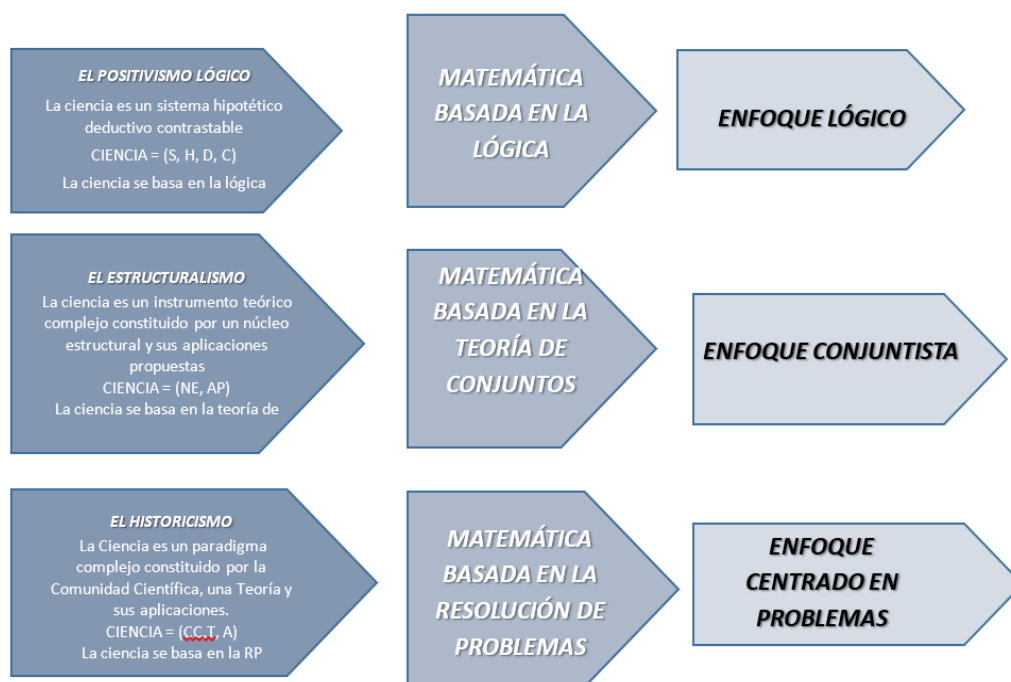 EL POSITIVISMO LÓGICO
La ciencia es un sistema hipotético
deductivo contrastable
CIENCIA = (S, H, D, C)
La ciencia se basa en la lógica
MATEMÁTICA
BASADA EN LA
LÓGICA
ENFOQUE LÓGICO
EL ESTRUCTURALISMO
La ciencia es un instrumento teórico
complejo constituido por un núcleo
estructural y sus aplicaciones
propuestas
CIENCIA = (NE, AP)
La ciencia se basa en la teoría de
MATEMÁTICA
BASADA EN LA
TEORÍA DE
CONJUNTOS
ENFOQUE CONJUNTISTA
EL HISTORICISMO
La Ciencia es un paradigma
complejo constituido por la
Comunidad Científica, una Teoría y
sus aplicaciones.
CIENCIA = (CC,T, A)
La ciencia se basa en la RP
MATEMÁTICA
BASADA EN LA
RESOLUCIÓN DE
PROBLEMAS
ENFOQUE
CENTRADO EN
PROBLEMAS